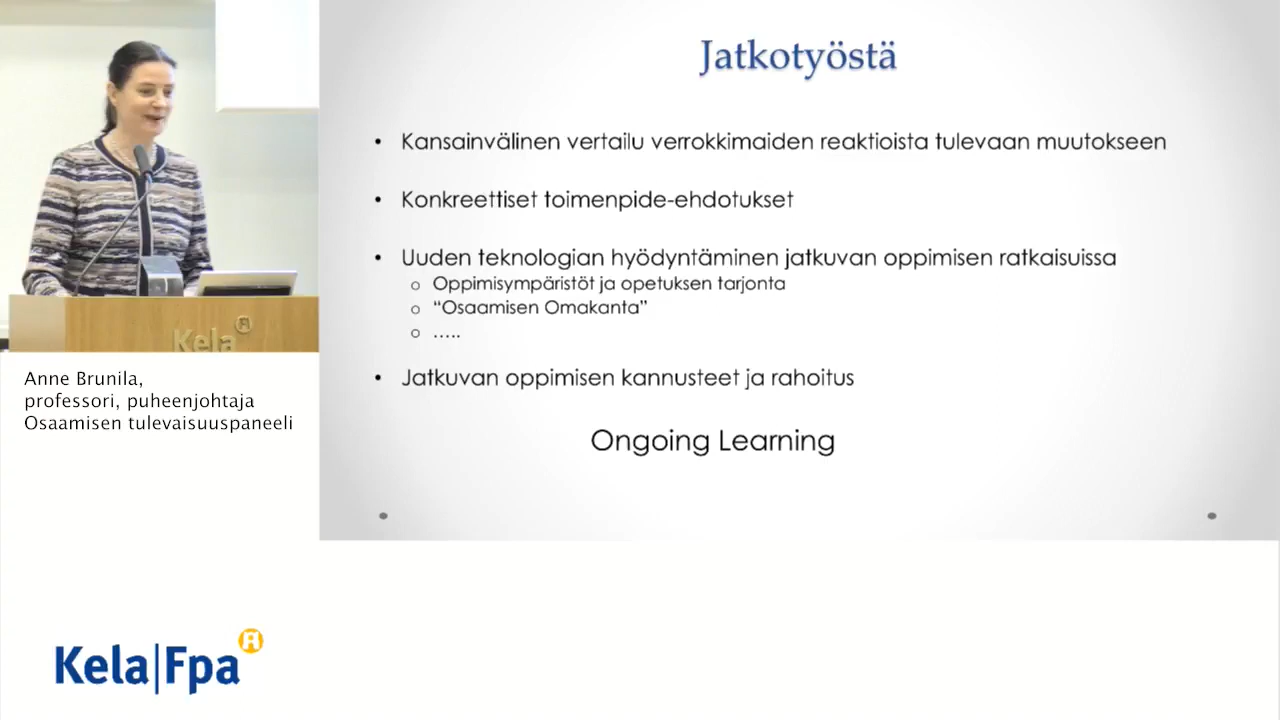 Jatkotyöstä
• Kansainvälinen vertailu verrokkimaiden reaktioista tulevaan muutokseen
• Konkreettiset toimenpide-ehdotukset
• Uuden teknologian hyödyntäminen jatkuvan oppimisen ratkaisuissa
o Oppimisympäristöt ja opetuksen tarjonta
o “Osaamisen Omakanta”
o …..
• Jatkuvan oppimisen kannusteet ja rahoitus
Ongoing Learning
Kela
Anne Brunila,
professori, puheenjohtaja
Osaamisen tulevaisuuspaneeli
Kela|Fpa